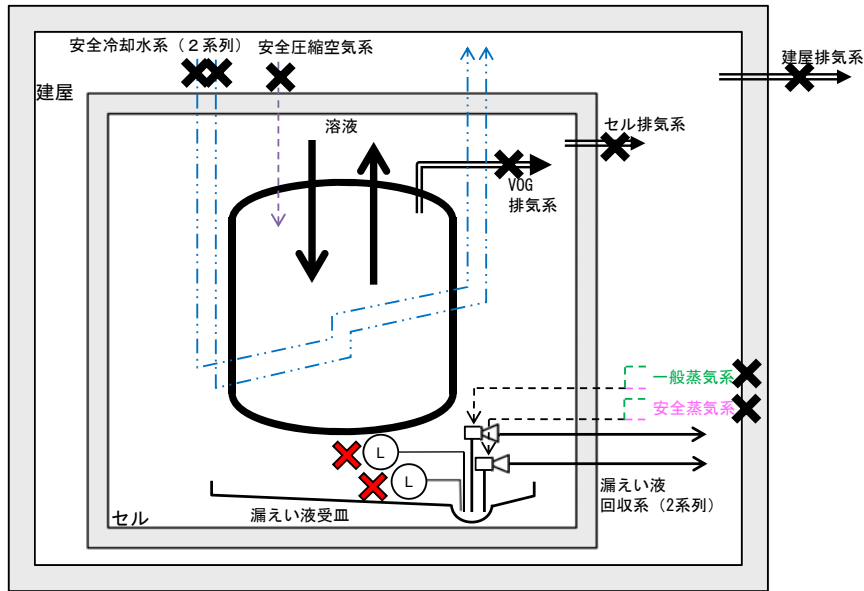 安全冷却水系（２系列）
安全圧縮空気系
建屋排気系
建屋
セル排気系
溶液
VOG
排気系
一般蒸気系
安全蒸気系
L
L
漏えい液
回収系（2系列）
漏えい液受皿
セル